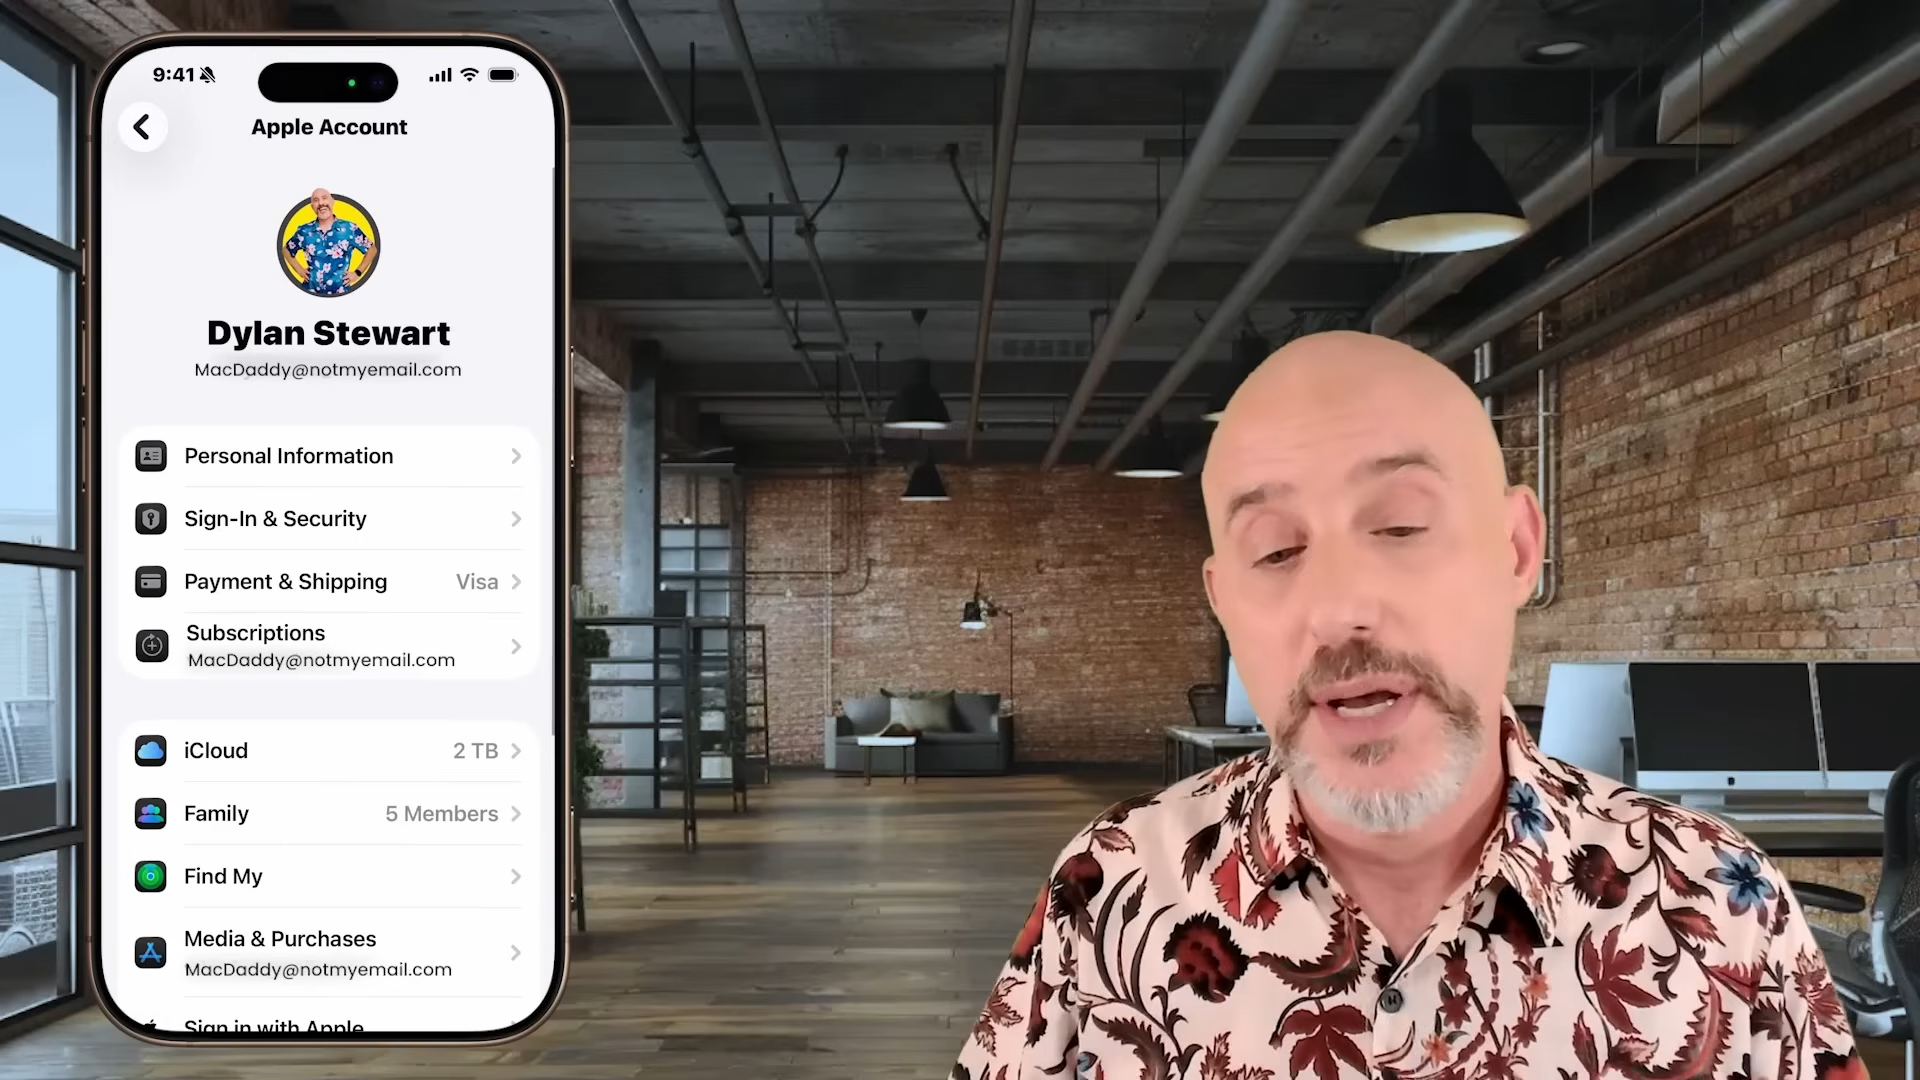 9:41
Apple Account
Dylan Stewart
MacDaddy@notmyemail.com
Personal Information
Sign-In & Security
Payment & Shipping Visa
Subscriptions
MacDaddy@notmyemail.com
iCloud 2 TB
Family 5 Members
Find My
Media & Purchases
MacDaddy@notmyemail.com
Sign in with Apple